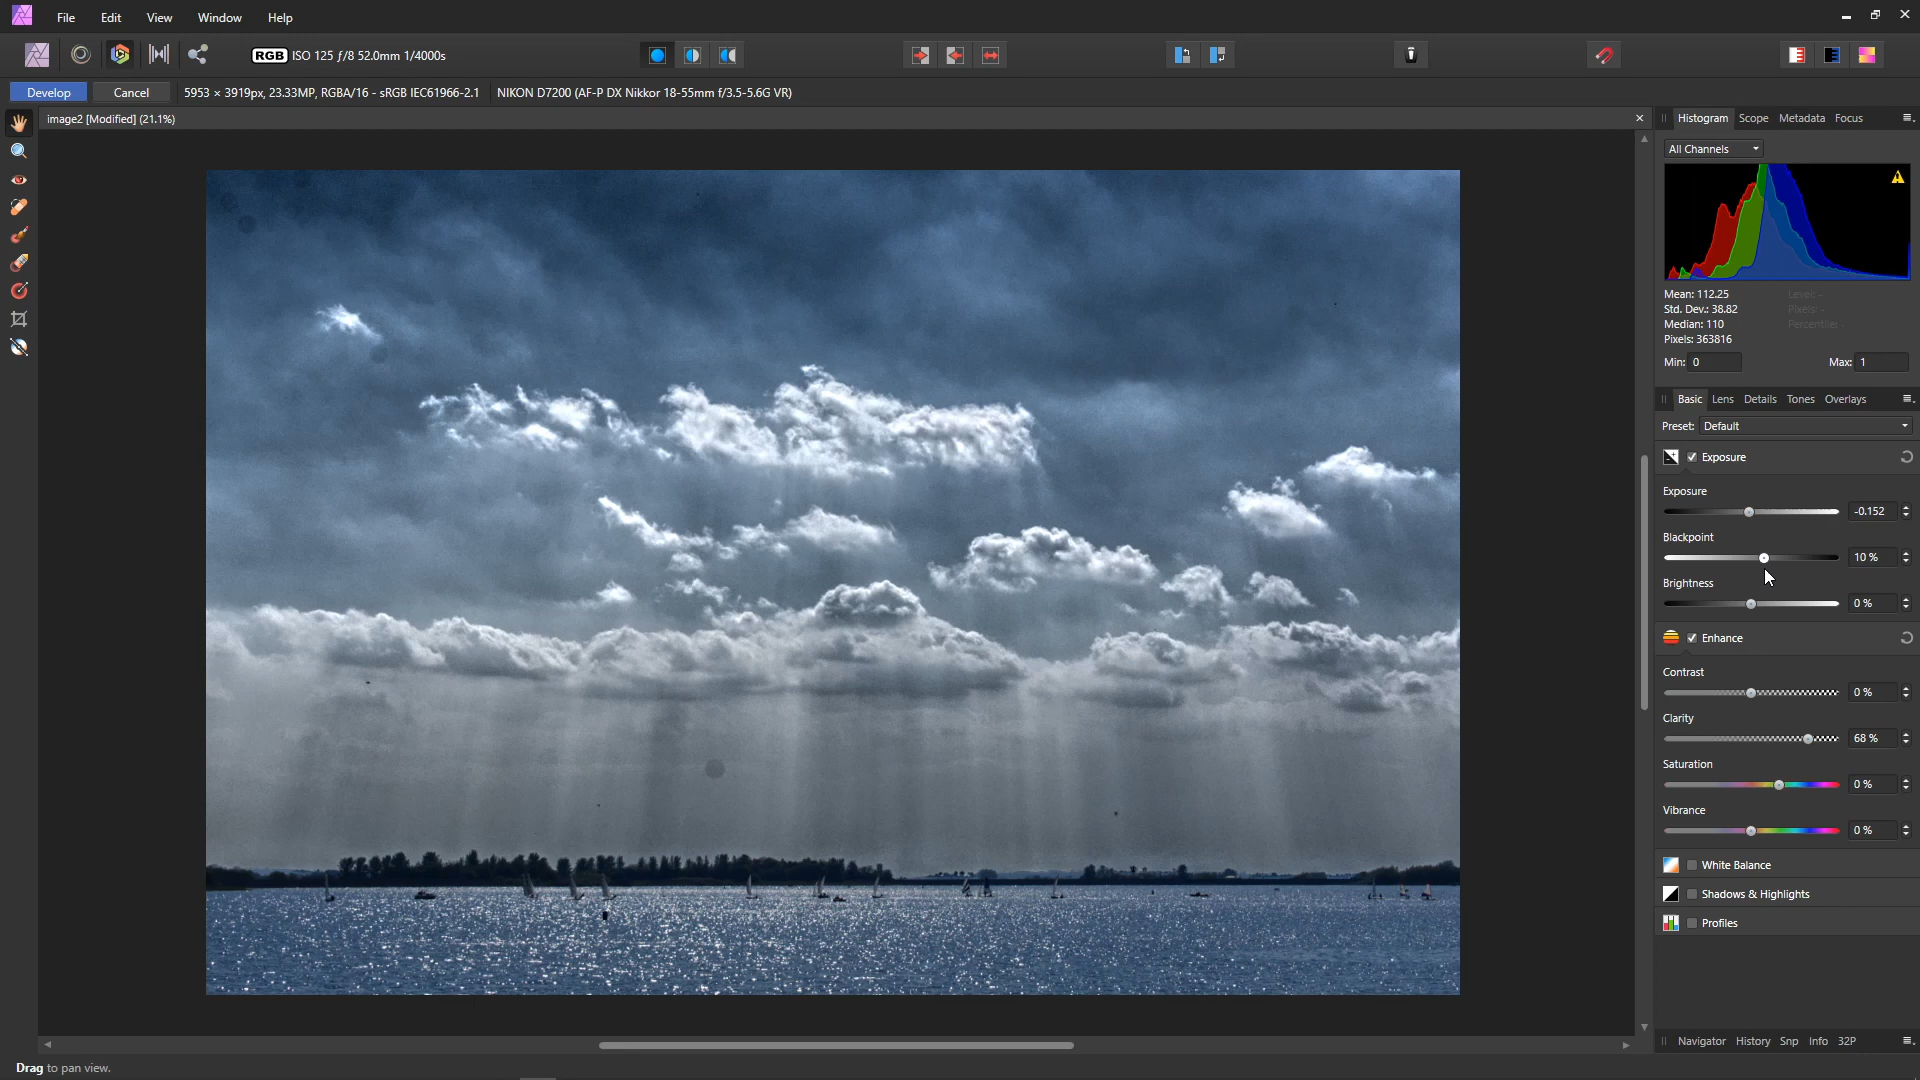 File Edit View Window Help
RGB ISO 125 ƒ/8 52.0mm 1/4000s
Develop Cancel 5953 × 3919px, 23.33MP, RGBA/16 - sRGB IEC61966-2.1 NIKON D7200 (AF-P DX Nikkor 18-55mm f/3.5-5.6G VR)
image2 [Modified] (21.1%)
Histogram Scope Metadata Focus
All Channels
Mean: 112.25 Level: -
Std. Dev.: 38.82 Pixels: -
Median: 110 Percentile: -
Pixels: 363816
Min: 0 Max: 1
Basic Lens Details Tones Overlays
Preset: Default
Exposure
Exposure
-0.152
Blackpoint
10 %
Brightness
0 %
Enhance
Contrast
0 %
Clarity
68 %
Saturation
0 %
Vibrance
0 %
White Balance
Shadows & Highlights
Profiles
Navigator History Snp Info 32P
Drag to pan view.